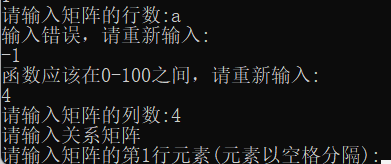 请输入矩阵的行数:a
输入错误，请重新输入:
-1
函数应该在0-100之间，请重新输入:
4
请输入矩阵的列数:4
请输入关系矩阵
请输入矩阵的第1行元素(元素以空格分隔):